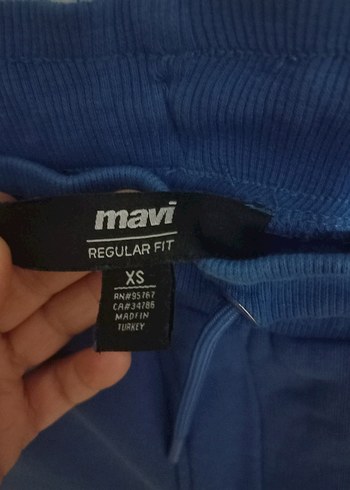 mavi
REGULAR FIT
XS
RN#95767
CA#34786
MADE IN
TURKEY